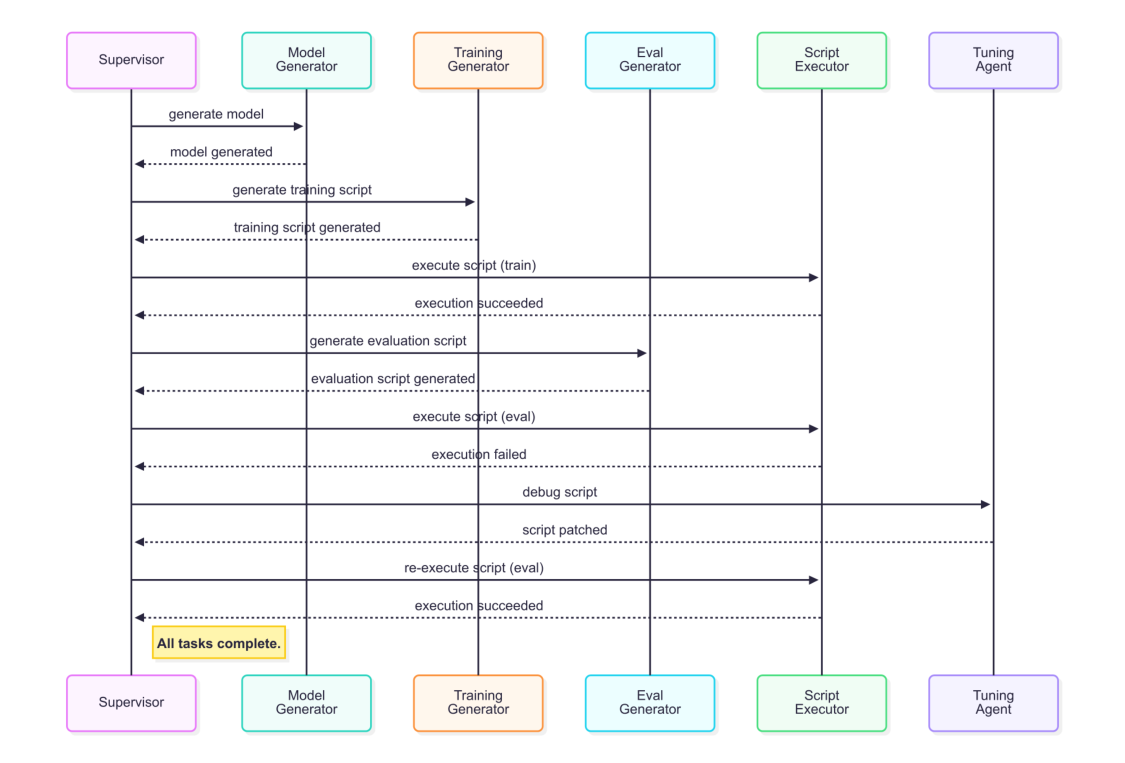 Supervisor
Model
Generator
Training
Generator
Eval
Generator
Script
Executor
Tuning
Agent
generate model
model generated
generate training script
training script generated
execute script (train)
execution succeeded
generate evaluation script
evaluation script generated
execute script (eval)
execution failed
debug script
script patched
re-execute script (eval)
execution succeeded
All tasks complete.
Supervisor
Model
Generator
Training
Generator
Eval
Generator
Script
Executor
Tuning
Agent